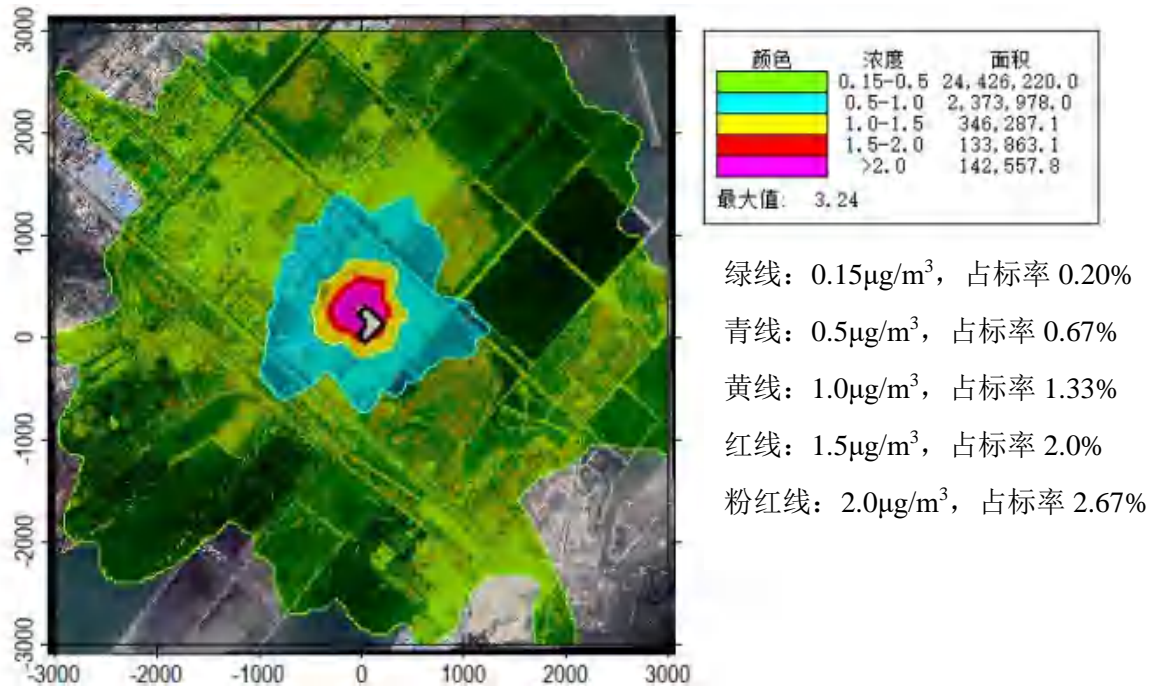 3000
2000
1000
0
-1000
-2000
-3000
-3000 -2000 -1000 0 1000 2000 3000
颜色 浓度 面积
0.15-0.5 24,426,220.0
0.5-1.0 2,373,978.0
1.0-1.5 346,287.1
1.5-2.0 133,863.1
>2.0 142,557.8
最大值: 3.24
绿线：0.15μg/m³，占标率 0.20%
青线：0.5μg/m³，占标率 0.67%
黄线：1.0μg/m³，占标率 1.33%
红线：1.5μg/m³，占标率 2.0%
粉红线：2.0μg/m³，占标率 2.67%